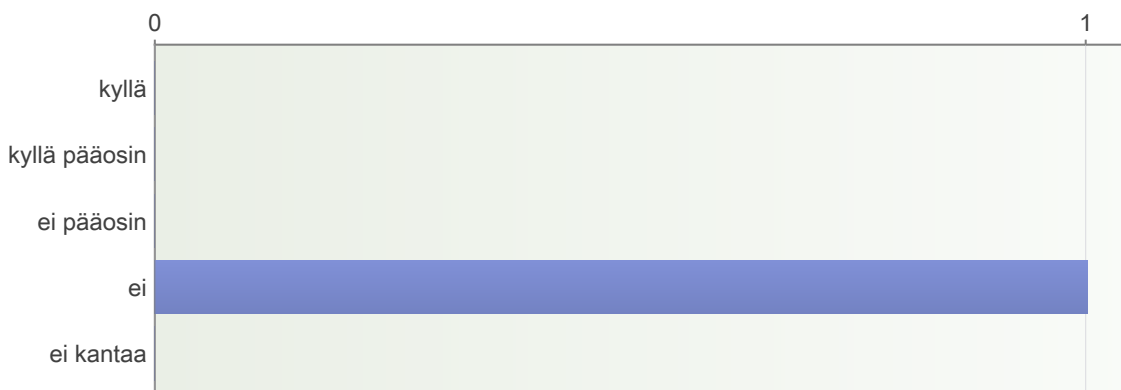 0 1
kyllä
kyllä pääosin
ei pääosin
ei
ei kantaa